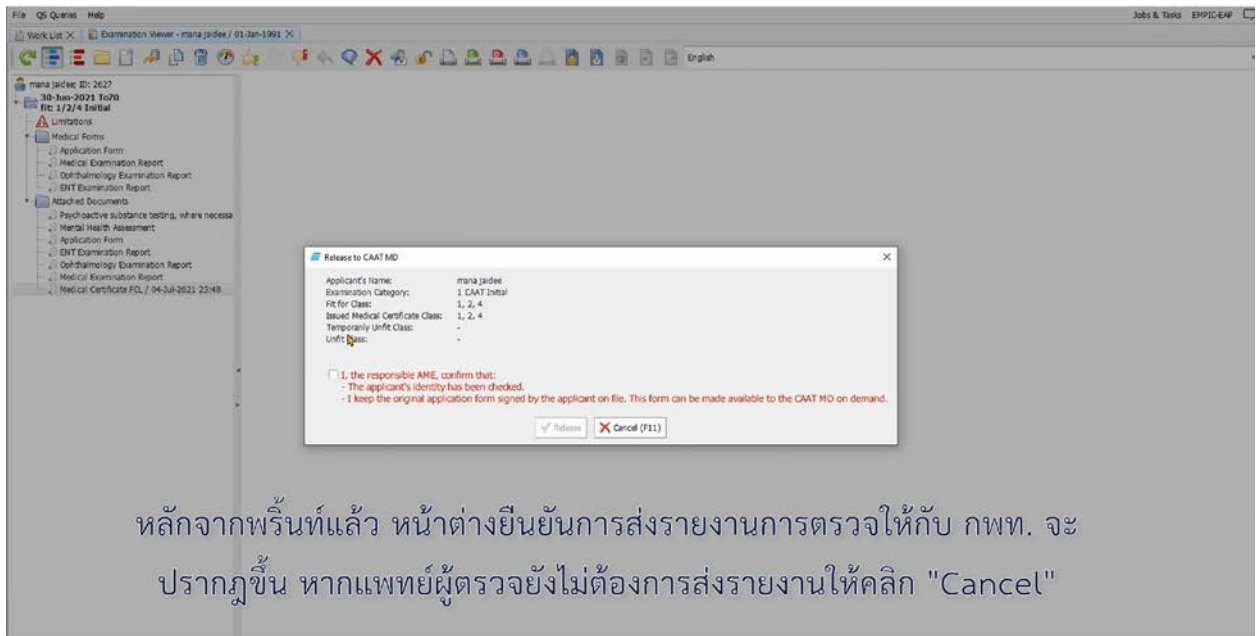 File QS Queries Help
Jobs & Tasks EMPIC-EAP
Work List
Examination Viewer - mana jaidee / 01-Jan-1991
English
mana jaidee; ID: 2627
30-Jun-2021 To70
fit: 1/2/4 Initial
Limitations
Medical Forms
Application Form
Medical Examination Report
Ophthalmology Examination Report
ENT Examination Report
Attached Documents
Psychoactive substance testing, where necessa
Mental Health Assessment
Application Form
ENT Examination Report
Ophthalmology Examination Report
Medical Examination Report
Medical Certificate FCL / 04-Jul-2021 23:48
Release to CAAT MD
Applicant's Name: mana jaidee
Examination Category: 1 CAAT Initial
Fit for Class: 1, 2, 4
Issued Medical Certificate Class: 1, 2, 4
Temporarily Unfit Class: -
Unfit Class: -
I, the responsible AME, confirm that:
- The applicant's identity has been checked.
- I keep the original application form signed by the applicant on file. This form can be made available to the CAAT MD on demand.
Release Cancel (F11)
หลักจากพริ้นท์แล้ว หน้าต่างยืนยันการส่งรายงานการตรวจให้กับ กพท. จะ
ปรากฏขึ้น หากแพทย์ผู้ตรวจยังไม่ต้องการส่งรายงานให้คลิก "Cancel"